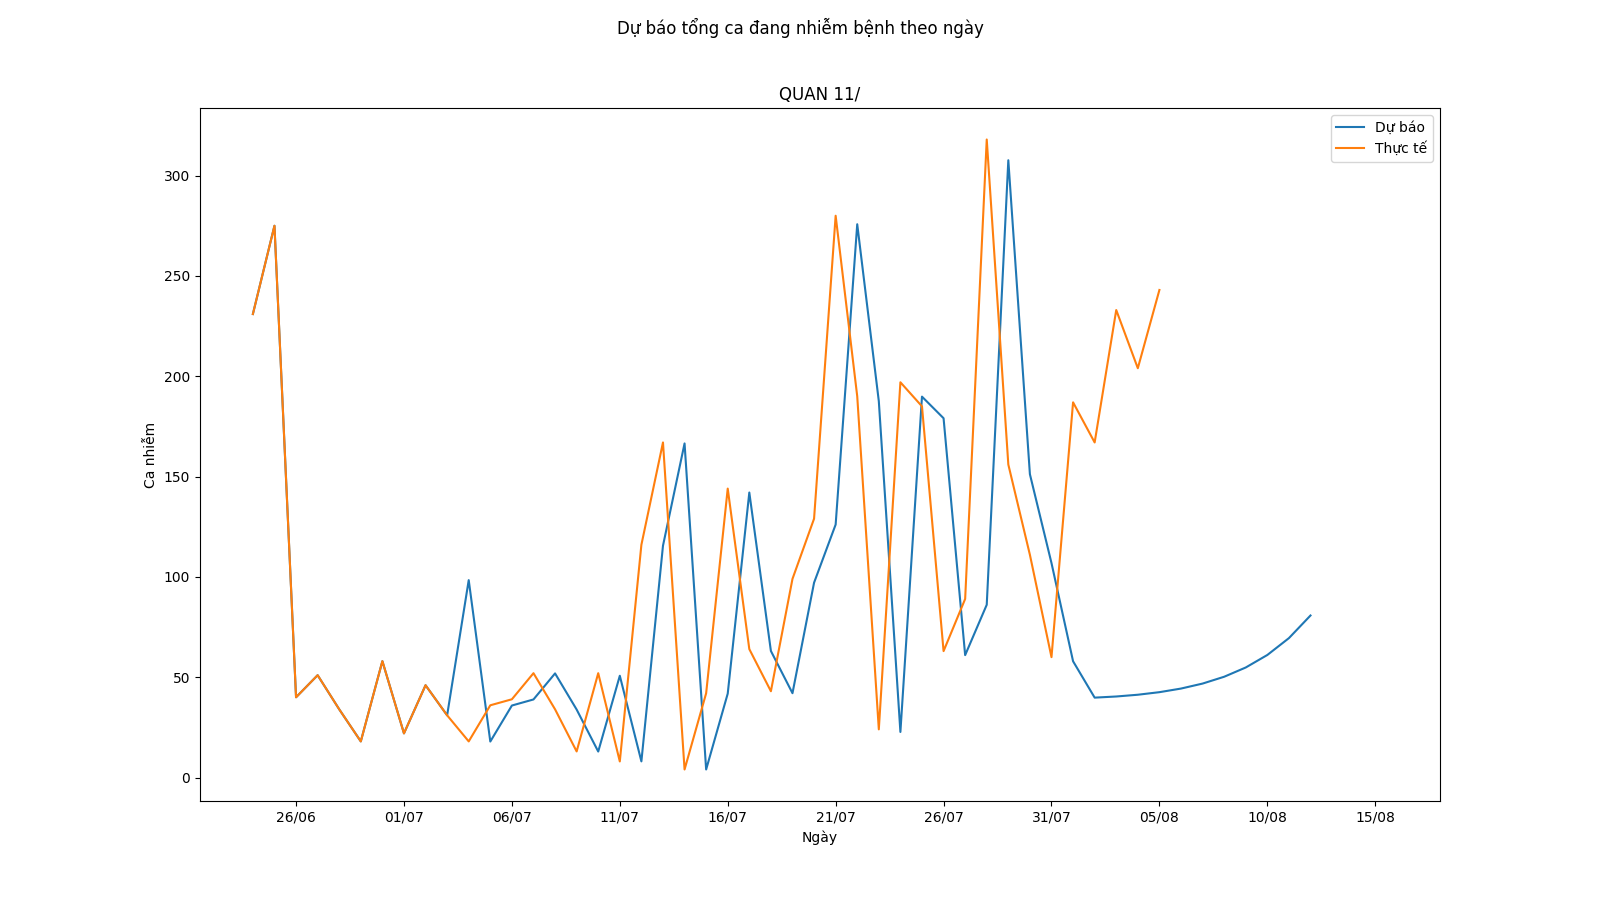 Dự báo tổng ca đang nhiễm bệnh theo ngày
QUAN 11/
Dự báo
Thực tế
300
250
200
150
100
50
0
Ca nhiễm
26/06 01/07 06/07 11/07 16/07 21/07 26/07 31/07 05/08 10/08 15/08
Ngày